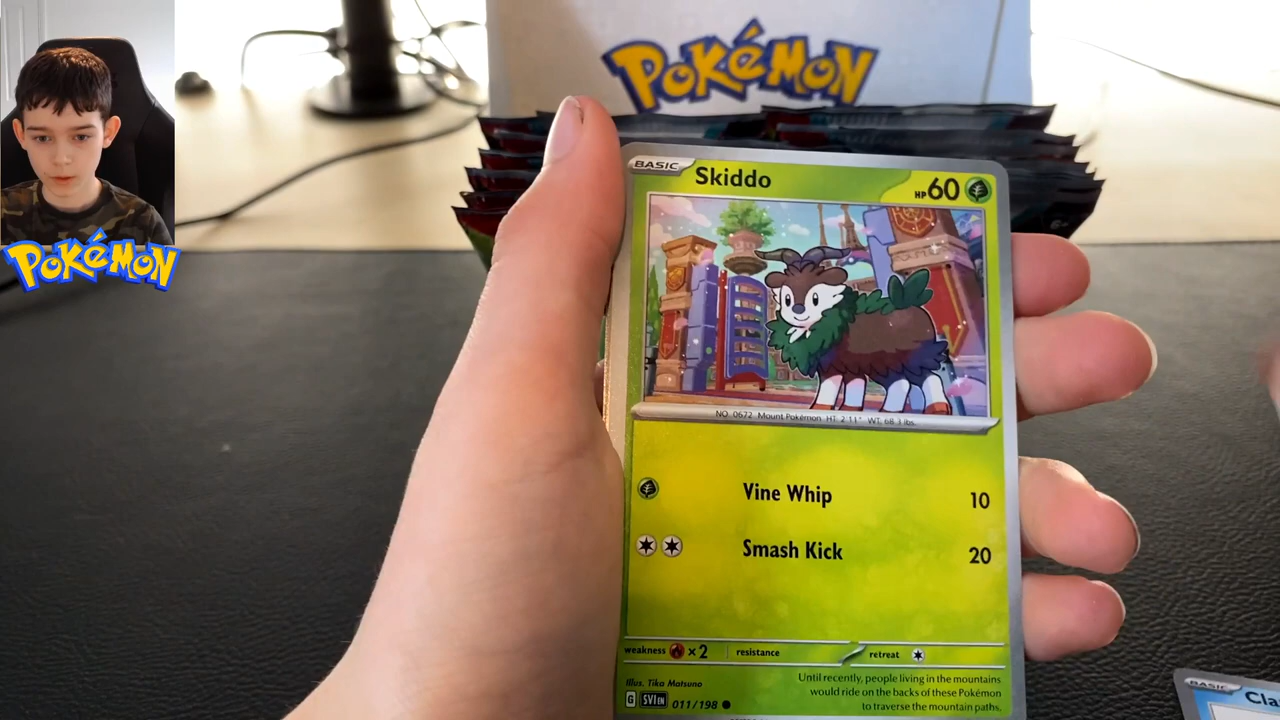 POKéMON
POKéMON
BASIC
Skiddo
HP60
NO. 0672 Mount Pokémon HT: 2'11" WT: 68.3 lbs.
Vine Whip 10
Smash Kick 20
weakness ×2 resistance retreat
Illus. Tika Matsuno
G SVI EN 011/198
Until recently, people living in the mountains
would ride on the backs of these Pokémon
to traverse the mountain paths.
BASIC